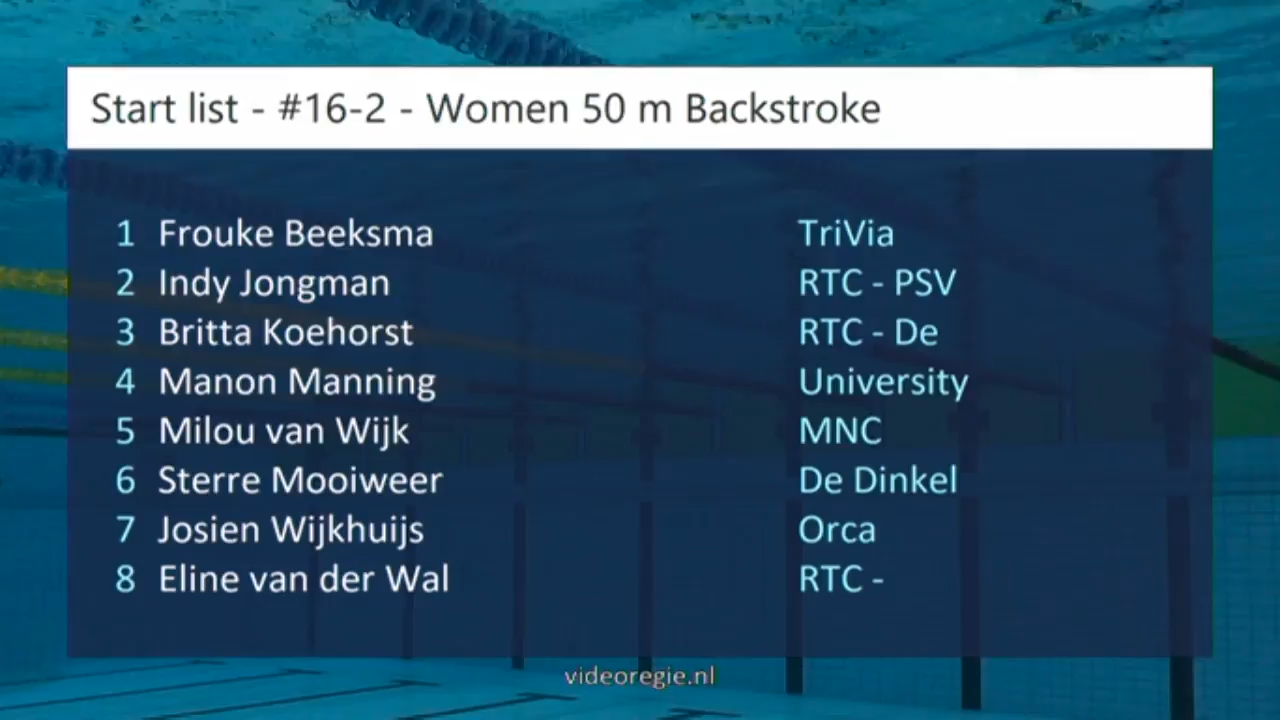 Start list - #16-2 - Women 50 m Backstroke
1 Frouke Beeksma TriVia
2 Indy Jongman RTC - PSV
3 Britta Koehorst RTC - De
4 Manon Manning University
5 Milou van Wijk MNC
6 Sterre Mooiweer De Dinkel
7 Josien Wijkhuijs Orca
8 Eline van der Wal RTC -
videoregie.nl